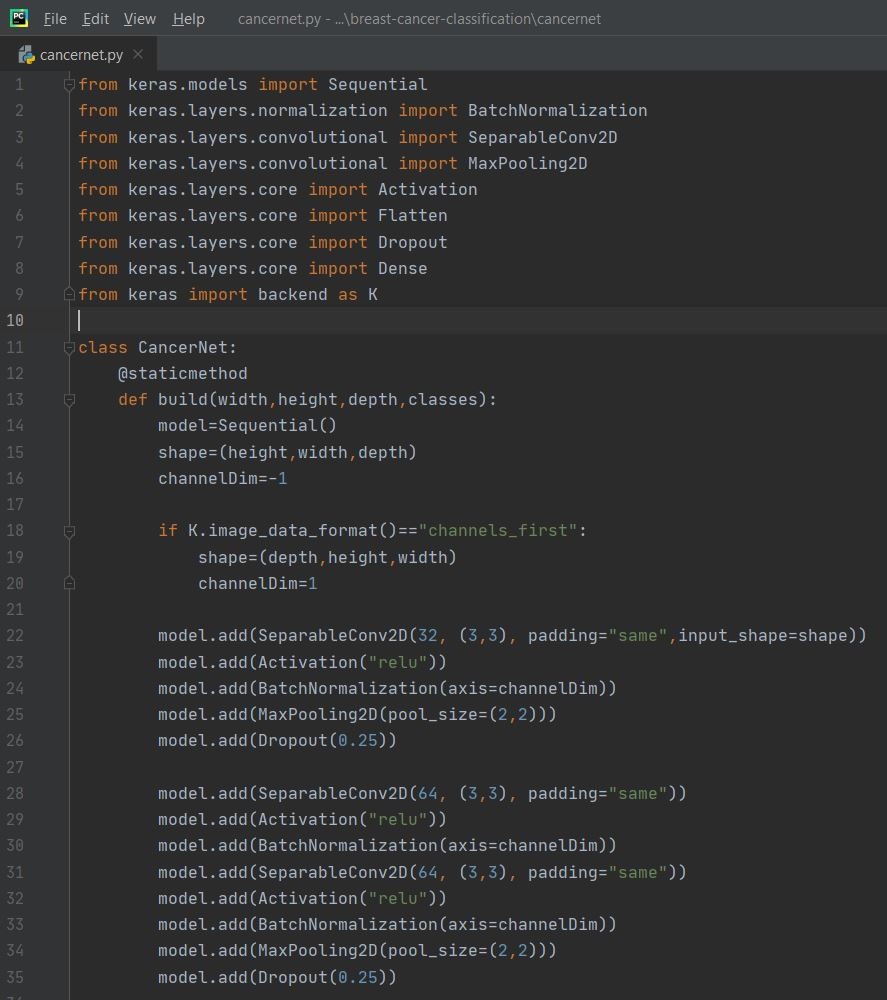 PC File Edit View Help cancernet.py - ...\breast-cancer-classification\cancernet
cancernet.py
1 from keras.models import Sequential
2 from keras.layers.normalization import BatchNormalization
3 from keras.layers.convolutional import SeparableConv2D
4 from keras.layers.convolutional import MaxPooling2D
5 from keras.layers.core import Activation
6 from keras.layers.core import Flatten
7 from keras.layers.core import Dropout
8 from keras.layers.core import Dense
9 from keras import backend as K
10
11 class CancerNet:
12     @staticmethod
13     def build(width,height,depth,classes):
14         model=Sequential()
15         shape=(height,width,depth)
16         channelDim=-1
17
18         if K.image_data_format()=="channels_first":
19             shape=(depth,height,width)
20             channelDim=1
21
22         model.add(SeparableConv2D(32, (3,3), padding="same",input_shape=shape))
23         model.add(Activation("relu"))
24         model.add(BatchNormalization(axis=channelDim))
25         model.add(MaxPooling2D(pool_size=(2,2)))
26         model.add(Dropout(0.25))
27
28         model.add(SeparableConv2D(64, (3,3), padding="same"))
29         model.add(Activation("relu"))
30         model.add(BatchNormalization(axis=channelDim))
31         model.add(SeparableConv2D(64, (3,3), padding="same"))
32         model.add(Activation("relu"))
33         model.add(BatchNormalization(axis=channelDim))
34         model.add(MaxPooling2D(pool_size=(2,2)))
35         model.add(Dropout(0.25))